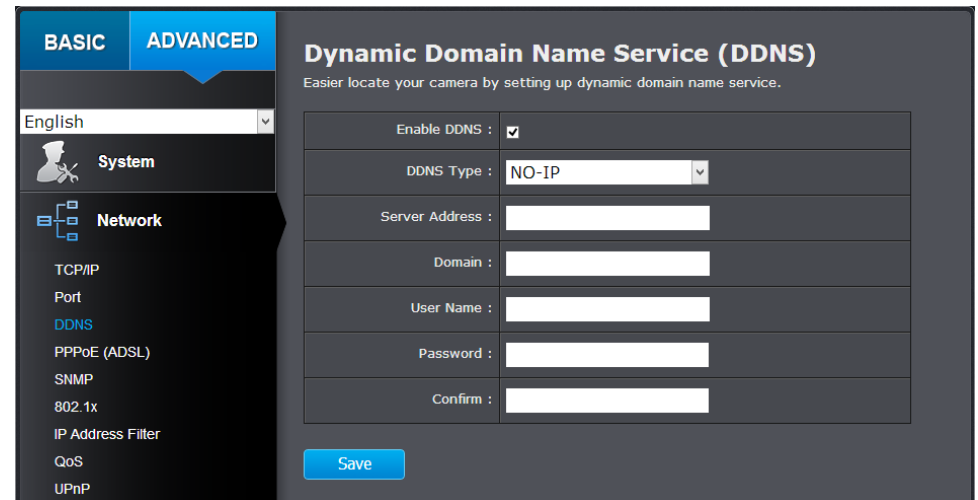 BASIC ADVANCED
English
System
Network
TCP/IP
Port
DDNS
PPPoE (ADSL)
SNMP
802.1x
IP Address Filter
QoS
UPnP
Dynamic Domain Name Service (DDNS)
Easier locate your camera by setting up dynamic domain name service.
Enable DDNS :
DDNS Type : NO-IP
Server Address :
Domain :
User Name :
Password :
Confirm :
Save